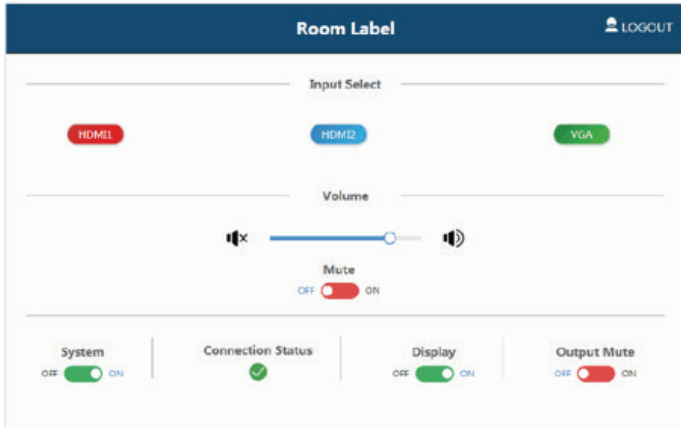 Room Label
LOGOUT
Input Select
HDMI1
HDMI2
VGA
Volume
Mute
OFF ON
System
Connection Status
Display
Output Mute
OFF ON
OFF ON
OFF ON